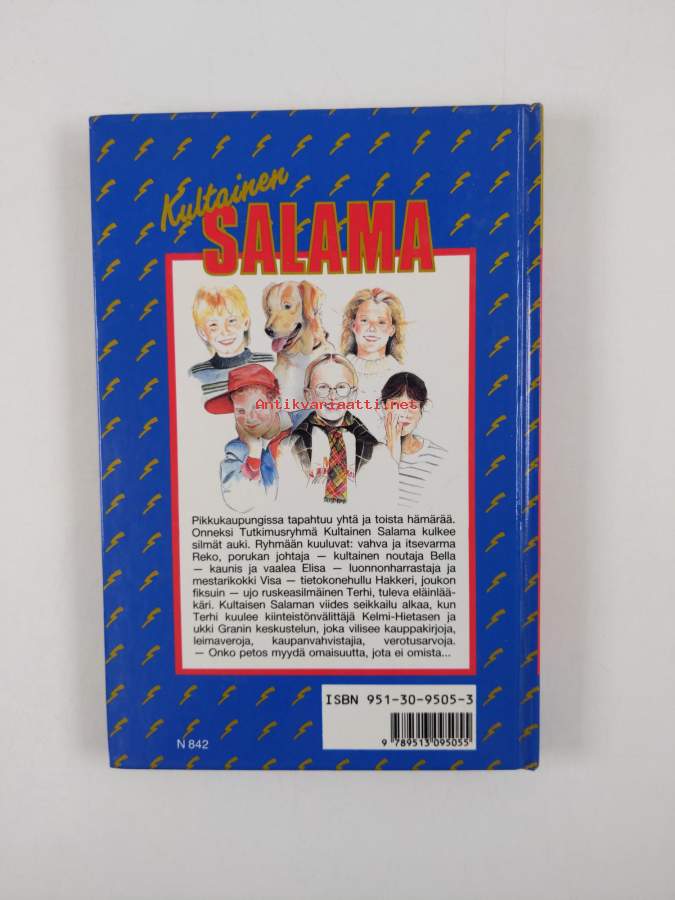 Kultainen
SALAMA
Antikvariaatti.net
Pikkukaupungissa tapahtuu yhtä ja toista hämärää.
Onneksi Tutkimusryhmä Kultainen Salama kulkee
silmät auki. Ryhmään kuuluvat: vahva ja itsevarma
Reko, porukan johtaja — kultainen noutaja Bella
— kaunis ja vaalea Elisa — luonnonharrastaja ja
mestarikokki Visa — tietokonehullu Hakkeri, joukon
fiksuin — ujo ruskeasilmäinen Terhi, tuleva eläinlää-
käri. Kultaisen Salaman viides seikkailu alkaa, kun
Terhi kuulee kiinteistönvälittäjä Kelmi-Hietasen ja
ukki Granin keskustelun, joka vilisee kauppakirjoja,
leimaveroja, kaupanvahvistajia, verotusarvoja.
— Onko petos myydä omaisuutta, jota ei omista...
ISBN 951-30-9505-3
9 789513 095055
N 842